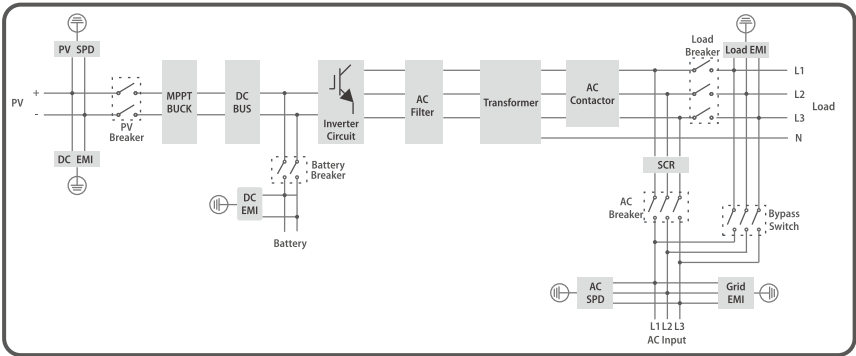 PV SPD
Load EMI
Load
Breaker
L1
L2
L3
N
Load
PV
+
-
PV
Breaker
DC EMI
MPPT
BUCK
DC
BUS
Inverter
Circuit
AC
Filter
Transformer
AC
Contactor
Battery
Breaker
DC
EMI
Battery
SCR
AC
Breaker
Bypass
Switch
AC
SPD
Grid
EMI
L1 L2 L3
AC Input